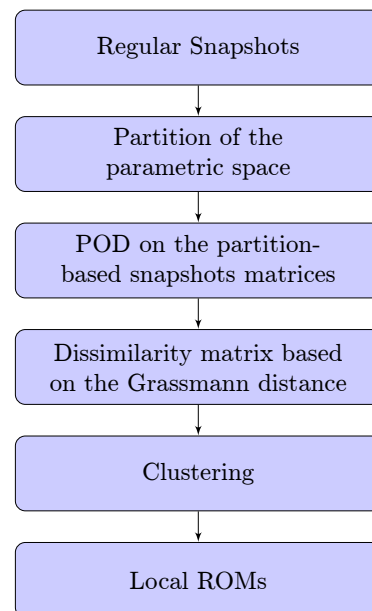 Regular Snapshots
Partition of the
parametric space
POD on the partition-
based snapshots matrices
Dissimilarity matrix based
on the Grassmann distance
Clustering
Local ROMs